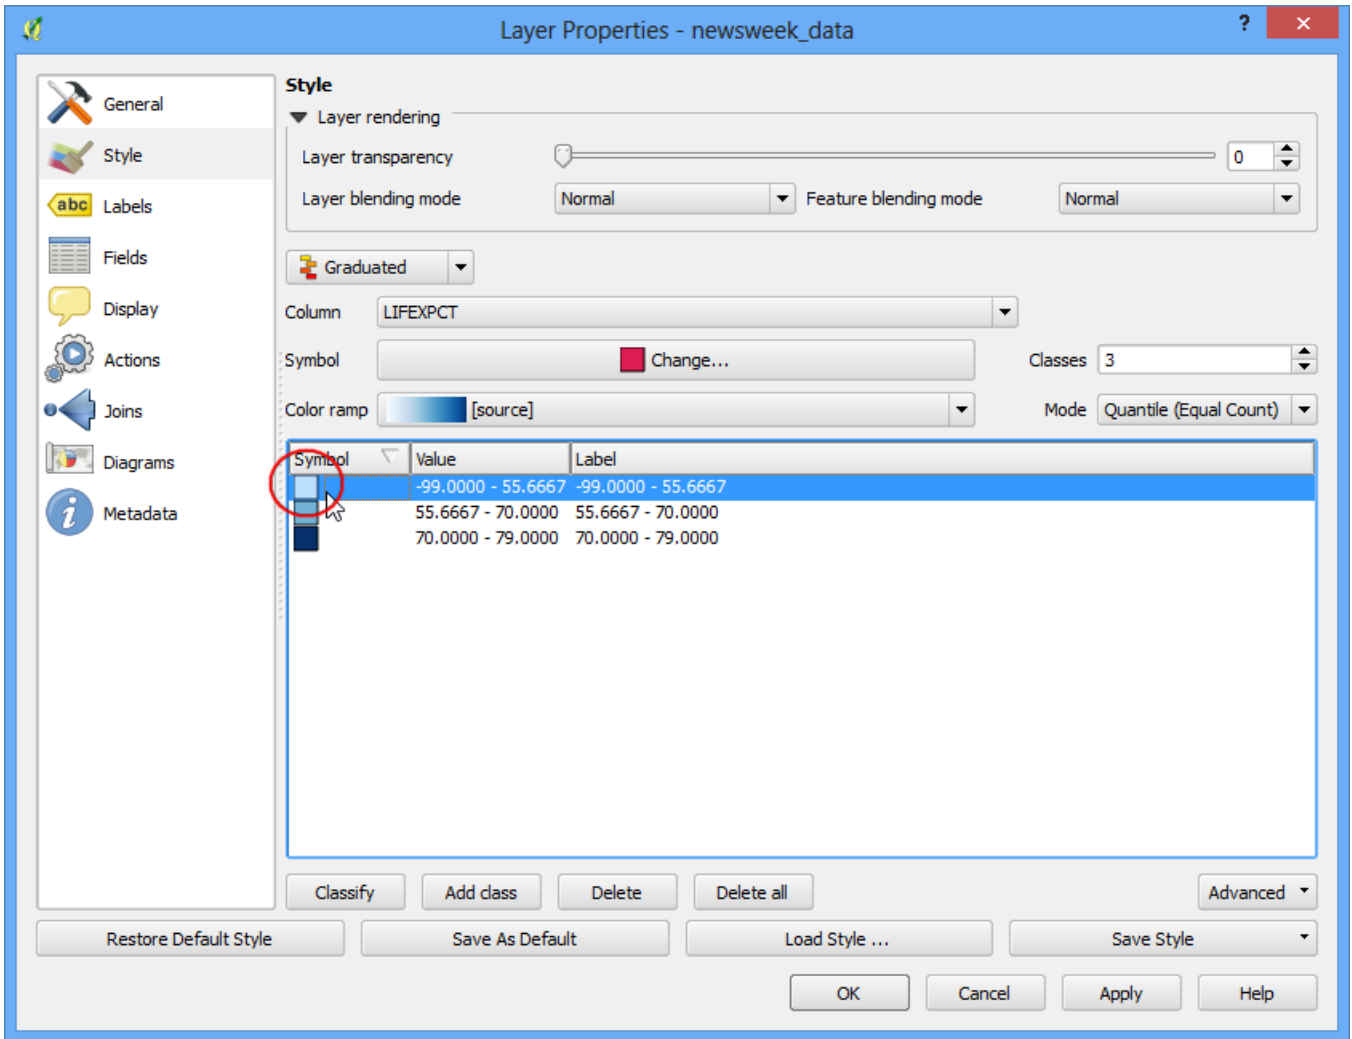 Layer Properties - newsweek_data
?
General
Style
abc Labels
Fields
Display
Actions
Joins
Diagrams
i Metadata
Style
Layer rendering
Layer transparency 0
Layer blending mode Normal Feature blending mode Normal
Graduated
Column LIFEXPCT
Symbol Change... Classes 3
Color ramp [source] Mode Quantile (Equal Count)
Symbol Value Label
-99.0000 - 55.6667 -99.0000 - 55.6667
55.6667 - 70.0000 55.6667 - 70.0000
70.0000 - 79.0000 70.0000 - 79.0000
Classify Add class Delete Delete all Advanced
Restore Default Style Save As Default Load Style ... Save Style
OK Cancel Apply Help